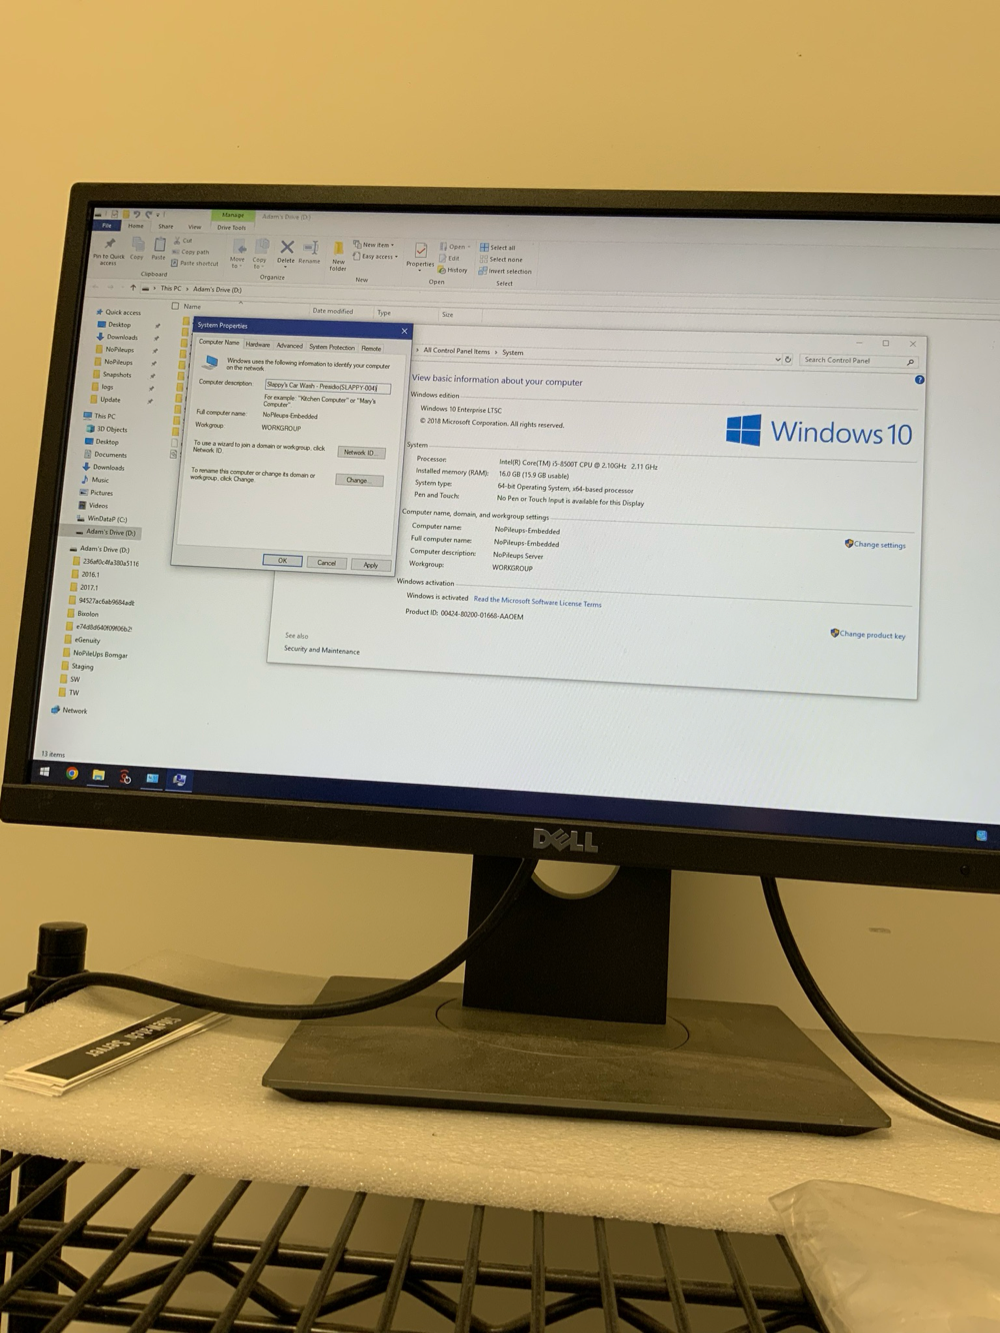 Manage
Adam's Drive (D:)
File
Home
Share
View
Drive Tools
Pin to Quick access
Copy
Paste
Cut
Copy path
Paste shortcut
Clipboard
Move to
Copy to
Delete
Rename
Organize
New folder
New item
Easy access
New
Properties
Open
Edit
History
Open
Select all
Select none
Invert selection
Select
This PC > Adam's Drive (D:)
Name
Date modified
Type
Size
Quick access
Desktop
Downloads
NoPileups
NoPileups
Snapshots
logs
Update
This PC
3D Objects
Desktop
Documents
Downloads
Music
Pictures
Videos
WinDataP (C:)
Adam's Drive (D:)
Adam's Drive (D:)
2016.1
2017.1
Bixolon
eGenuity
NoPileUps Bomgar
Staging
SW
TW
Network
13 items
System Properties
Computer Name
Hardware
Advanced
System Protection
Remote
Windows uses the following information to identify your computer
on the network.
Computer description:
Slappy's Car Wash - Presidio(SLAPPY-004)
For example: "Kitchen Computer" or "Mary's
Computer".
Full computer name:
NoPileups-Embedded
Workgroup:
WORKGROUP
To use a wizard to join a domain or workgroup, click
Network ID.
Network ID...
To rename this computer or change its domain or
workgroup, click Change.
Change...
OK
Cancel
Apply
All Control Panel Items > System
Search Control Panel
View basic information about your computer
Windows edition
Windows 10 Enterprise LTSC
© 2018 Microsoft Corporation. All rights reserved.
Windows 10
System
Processor:
Intel(R) Core(TM) i5-8500T CPU @ 2.10GHz 2.11 GHz
Installed memory (RAM):
16.0 GB (15.9 GB usable)
System type:
64-bit Operating System, x64-based processor
Pen and Touch:
No Pen or Touch Input is available for this Display
Computer name, domain, and workgroup settings
Computer name:
NoPileups-Embedded
Change settings
Full computer name:
NoPileups-Embedded
Computer description:
NoPileups Server
Workgroup:
WORKGROUP
Windows activation
Windows is activated Read the Microsoft Software License Terms
Product ID: 00424-80200-01668-AAOEM
Change product key
See also
Security and Maintenance
DELL
Server